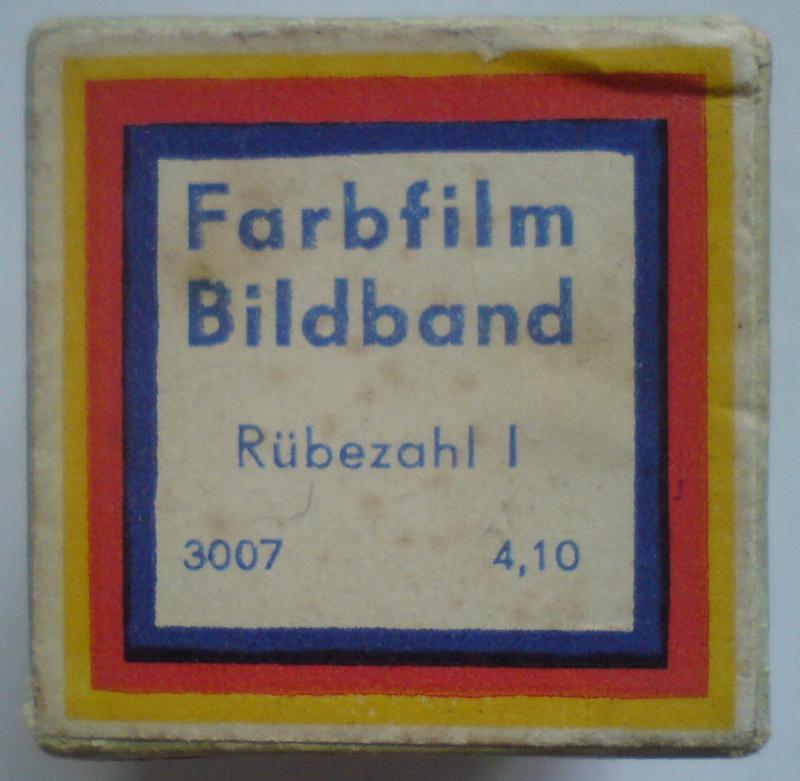 Farbfilm
Bildband
Rübezahl I
3007 4,10